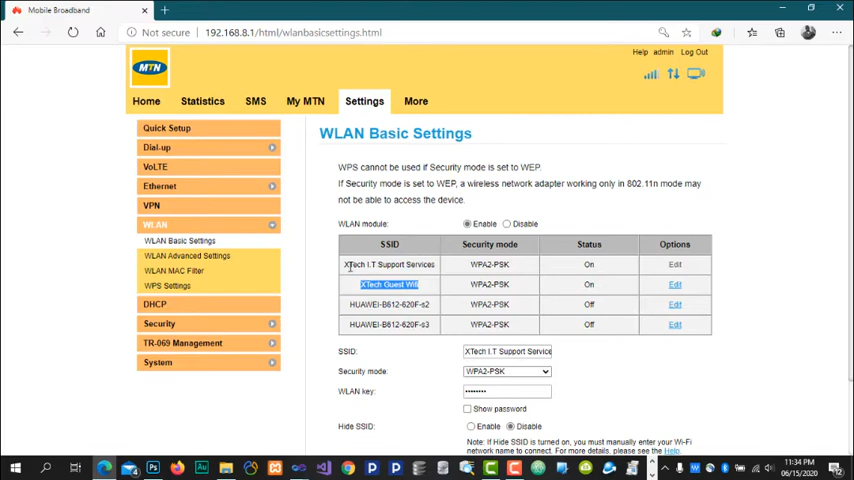 Mobile Broadband
Not secure
192.168.8.1/html/wlanbasicsettings.html
MTN
Help admin Log Out
Home Statistics SMS My MTN Settings More
Quick Setup
Dial-up
VoLTE
Ethernet
VPN
WLAN
WLAN Basic Settings
WLAN Advanced Settings
WLAN MAC Filter
WPS Settings
DHCP
Security
TR-069 Management
System
WLAN Basic Settings
WPS cannot be used if Security mode is set to WEP.
If Security mode is set to WEP, a wireless network adapter working only in 802.11n mode may
not be able to access the device.
WLAN module: Enable Disable
SSID Security mode Status Options
XTech I.T Support Services WPA2-PSK On Edit
XTech Guest Wifi WPA2-PSK On Edit
HUAWEI-B612-620F-s2 WPA2-PSK Off Edit
HUAWEI-B612-620F-s3 WPA2-PSK Off Edit
SSID: XTech I.T Support Service
Security mode: WPA2-PSK
WLAN key: ••••••••
Show password
Hide SSID: Enable Disable
Note: If Hide SSID is turned on, you must manually enter your Wi-Fi
network name to connect. For more details, please see the Help.
11:34 PM
06/15/2020